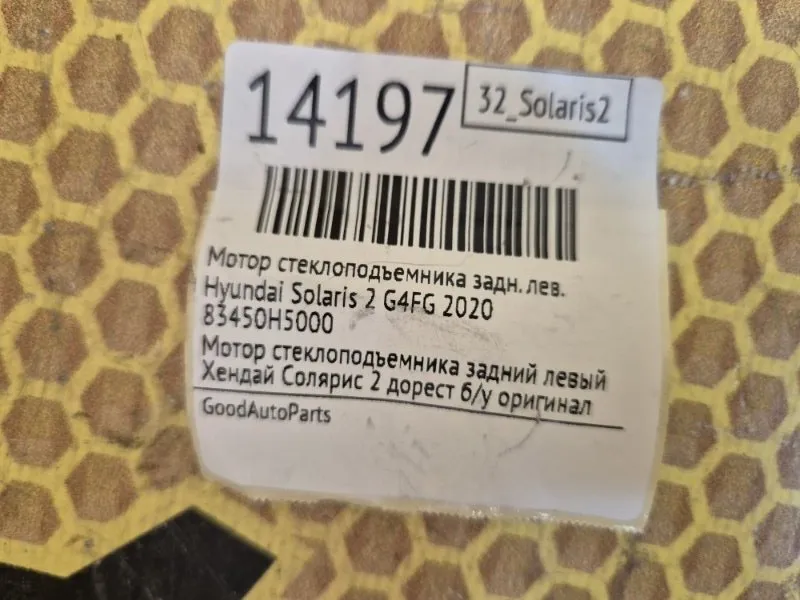 14197
32_Solaris2
Мотор стеклоподъемника задн. лев.
Hyundai Solaris 2 G4FG 2020
83450H5000
Мотор стеклоподъемника задний левый
Хендай Солярис 2 дорест б/у оригинал
GoodAutoParts